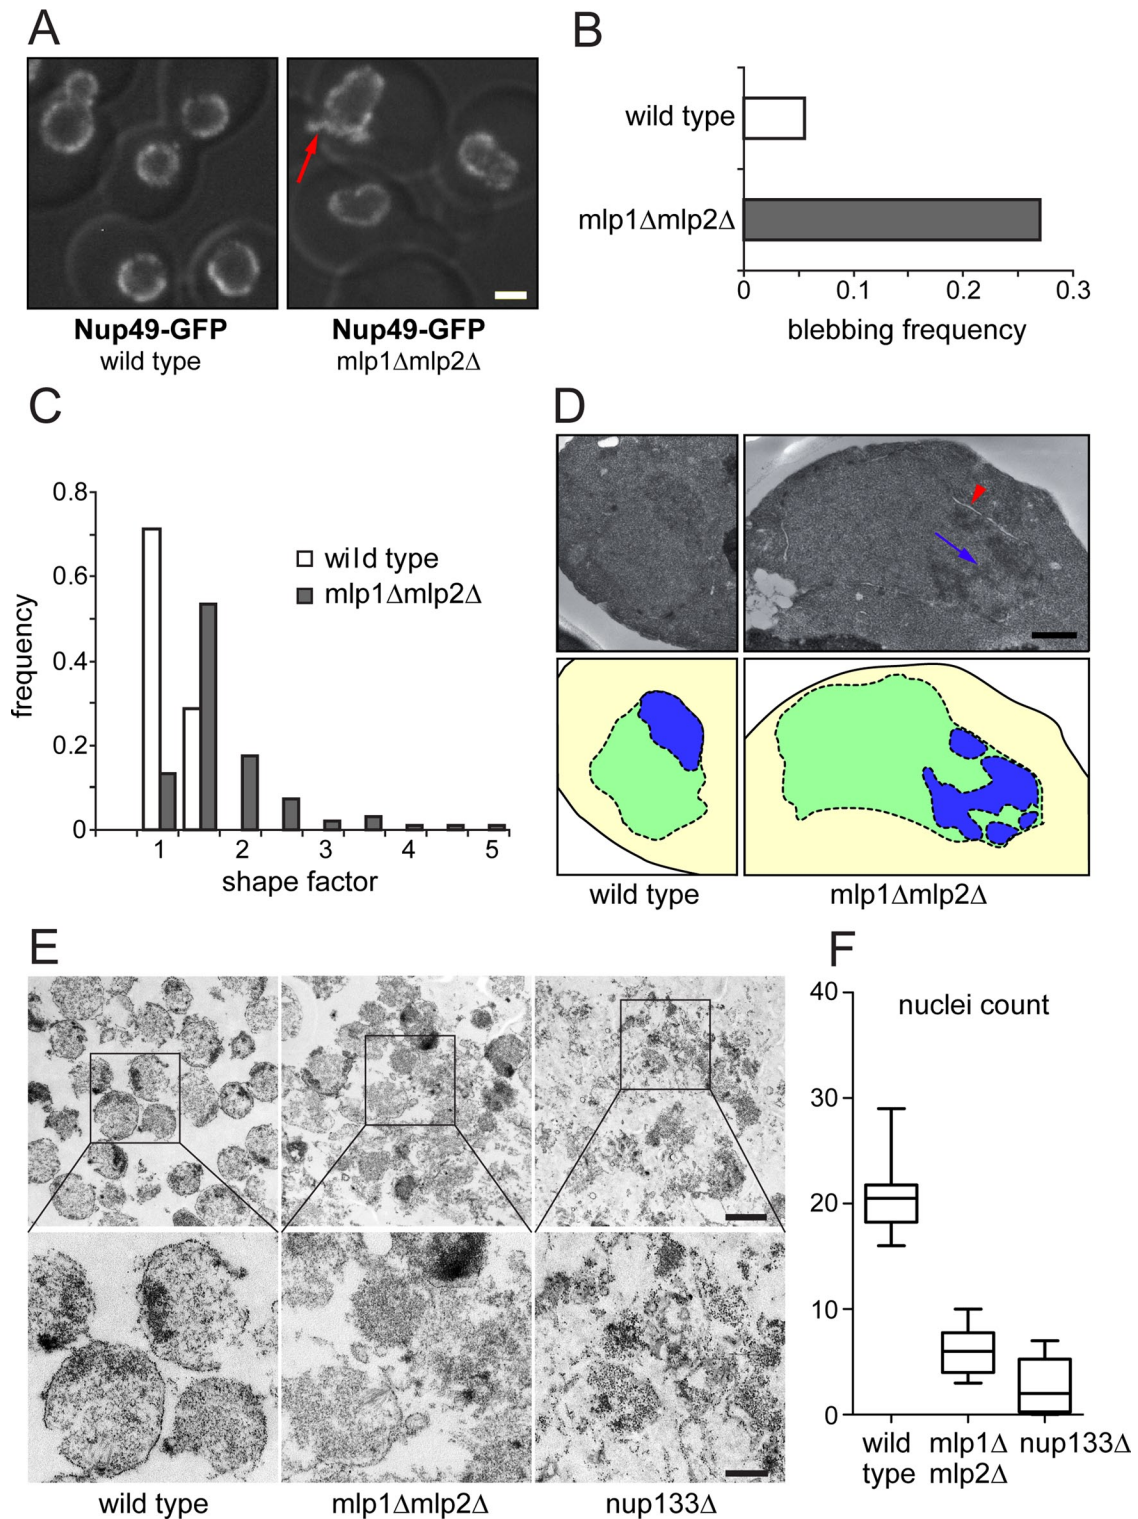 A
Nup49-GFP
wild type
Nup49-GFP
mlp1Δmlp2Δ
B
wild type
mlp1Δmlp2Δ
0
0.1
0.2
0.3
blebbing frequency
C
0.8
0.6
0.4
0.2
0
frequency
wild type
mlp1Δmlp2Δ
1
2
3
4
5
shape factor
D
wild type
mlp1Δmlp2Δ
E
wild type
mlp1Δmlp2Δ
nup133Δ
F
nuclei count
40
30
20
10
0
wild
type
mlp1Δ
mlp2Δ
nup133Δ